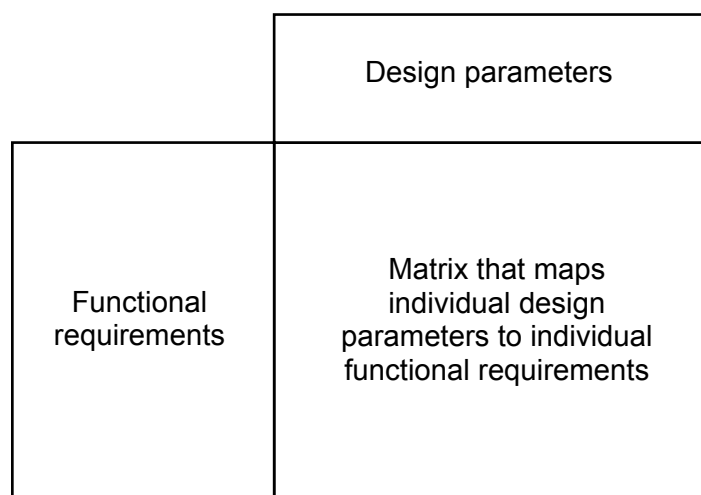 Design parameters
Functional
requirements
Matrix that maps
individual design
parameters to individual
functional requirements